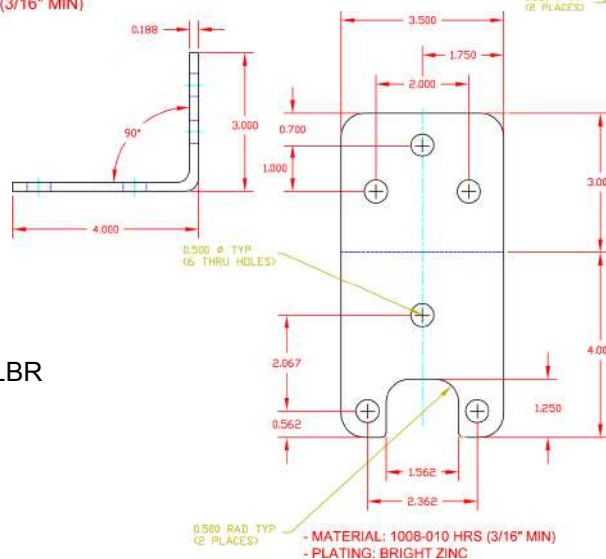 (3/16" MIN)
(2 PLACES)
0.188
3.500
1.750
2.000
0.700
1.000
90°
3.000
3.00
4.000
0.500 ø TYP
(6 THRU HOLES)
4.00
2.067
LBR
0.562
1.250
1.562
2.362
0.500 RAD TYP
(2 PLACES)
- MATERIAL: 1008-010 HRS (3/16" MIN)
- PLATING: BRIGHT ZINC